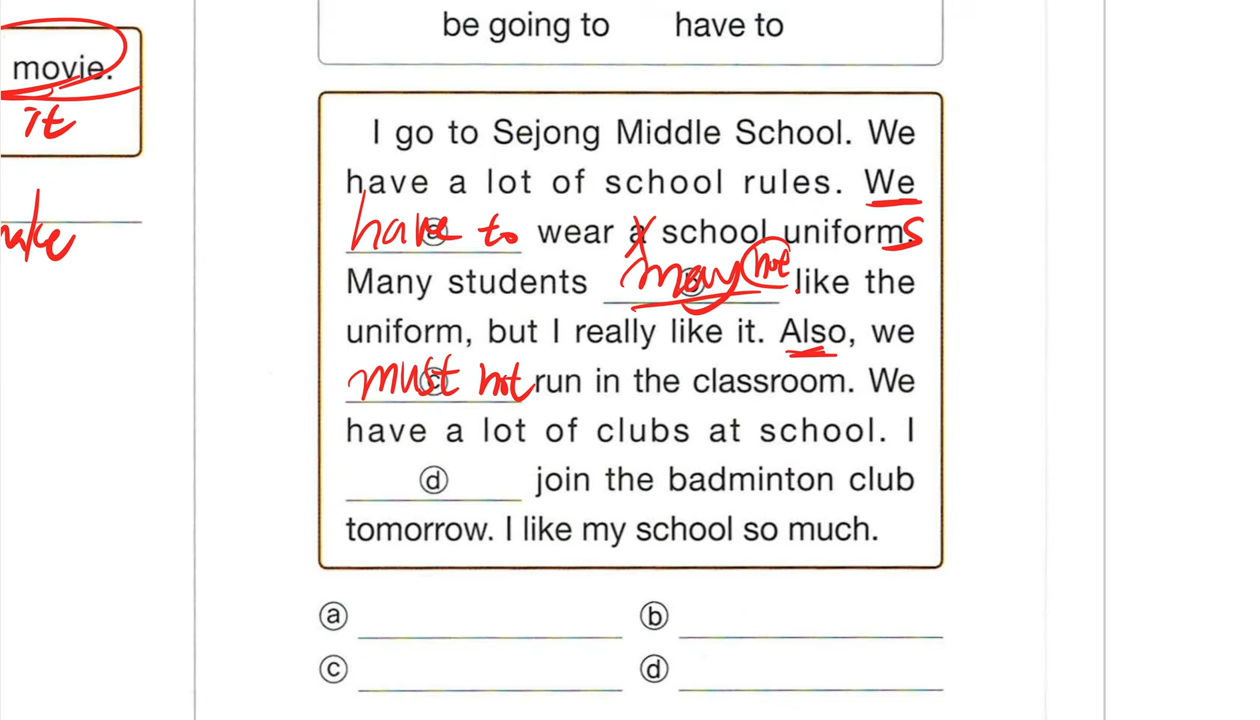 be going to have to
movie.
it
I go to Sejong Middle School. We
have a lot of school rules. We
have to ⓐ wear a school uniforms
Many students may not ⓑ like the
uniform, but I really like it. Also, we
must not ⓒ run in the classroom. We
have a lot of clubs at school. I
ⓓ join the badminton club
tomorrow. I like my school so much.
ⓐ ⓑ
ⓒ ⓓ